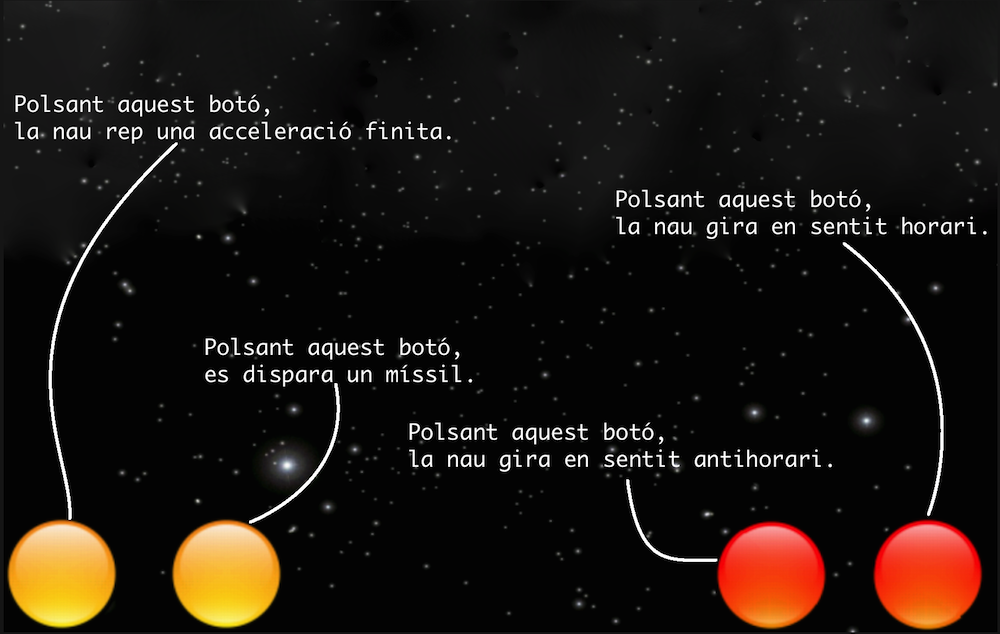 Polsant aquest botó,
la nau rep una acceleració finita.
Polsant aquest botó,
la nau gira en sentit horari.
Polsant aquest botó,
es dispara un míssil.
Polsant aquest botó,
la nau gira en sentit antihorari.